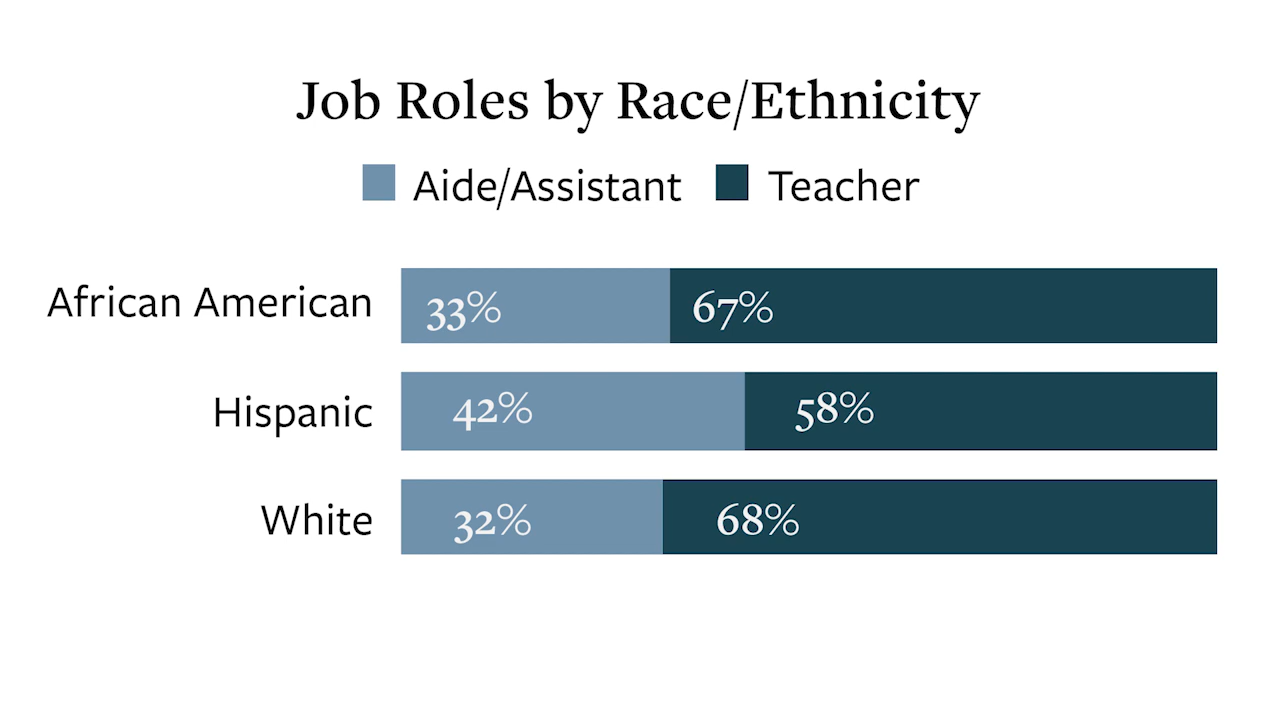 Job Roles by Race/Ethnicity
Aide/Assistant Teacher
African American 33% 67%
Hispanic 42% 58%
White 32% 68%